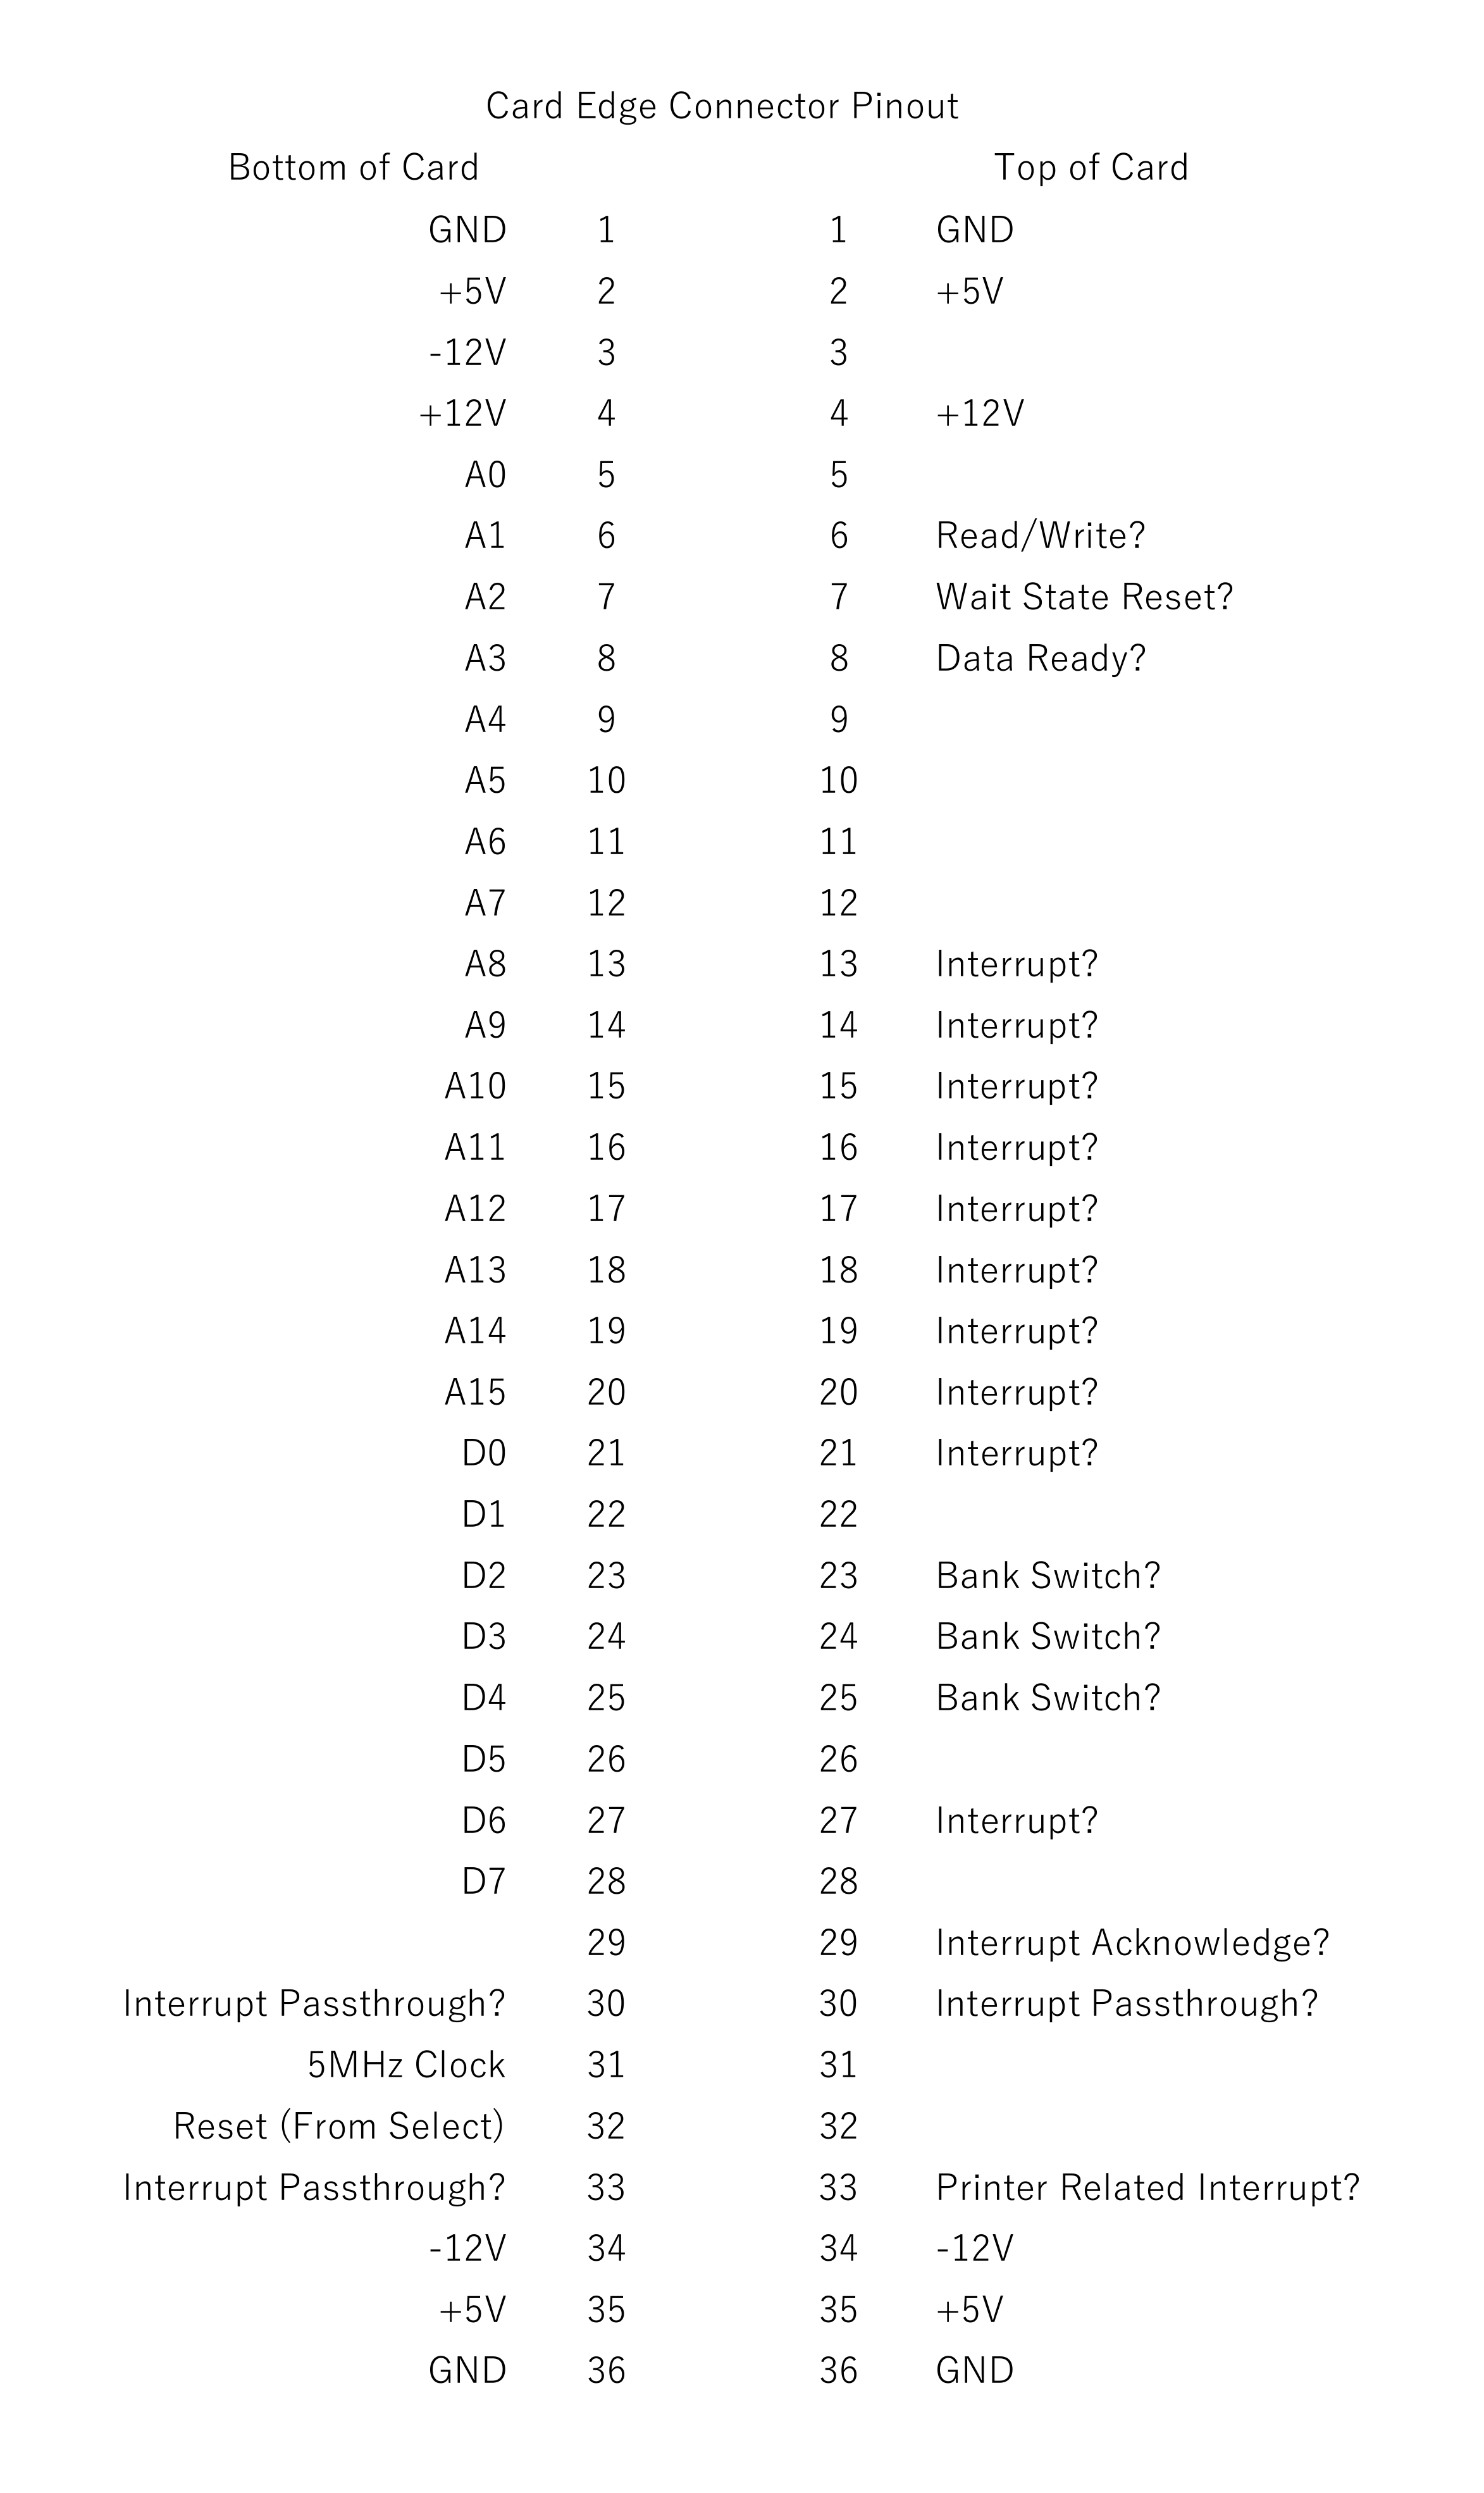 Card Edge Connector Pinout
Bottom of Card Top of Card
GND 1 1 GND
+5V 2 2 +5V
-12V 3 3
+12V 4 4 +12V
A0 5 5
A1 6 6 Read/Write?
A2 7 7 Wait State Reset?
A3 8 8 Data Ready?
A4 9 9
A5 10 10
A6 11 11
A7 12 12
A8 13 13 Interrupt?
A9 14 14 Interrupt?
A10 15 15 Interrupt?
A11 16 16 Interrupt?
A12 17 17 Interrupt?
A13 18 18 Interrupt?
A14 19 19 Interrupt?
A15 20 20 Interrupt?
D0 21 21 Interrupt?
D1 22 22
D2 23 23 Bank Switch?
D3 24 24 Bank Switch?
D4 25 25 Bank Switch?
D5 26 26
D6 27 27 Interrupt?
D7 28 28
29 29 Interrupt Acknowledge?
Interrupt Passthrough? 30 30 Interrupt Passthrough?
5MHz Clock 31 31
Reset (From Select) 32 32
Interrupt Passthrough? 33 33 Printer Related Interrupt?
-12V 34 34 -12V
+5V 35 35 +5V
GND 36 36 GND